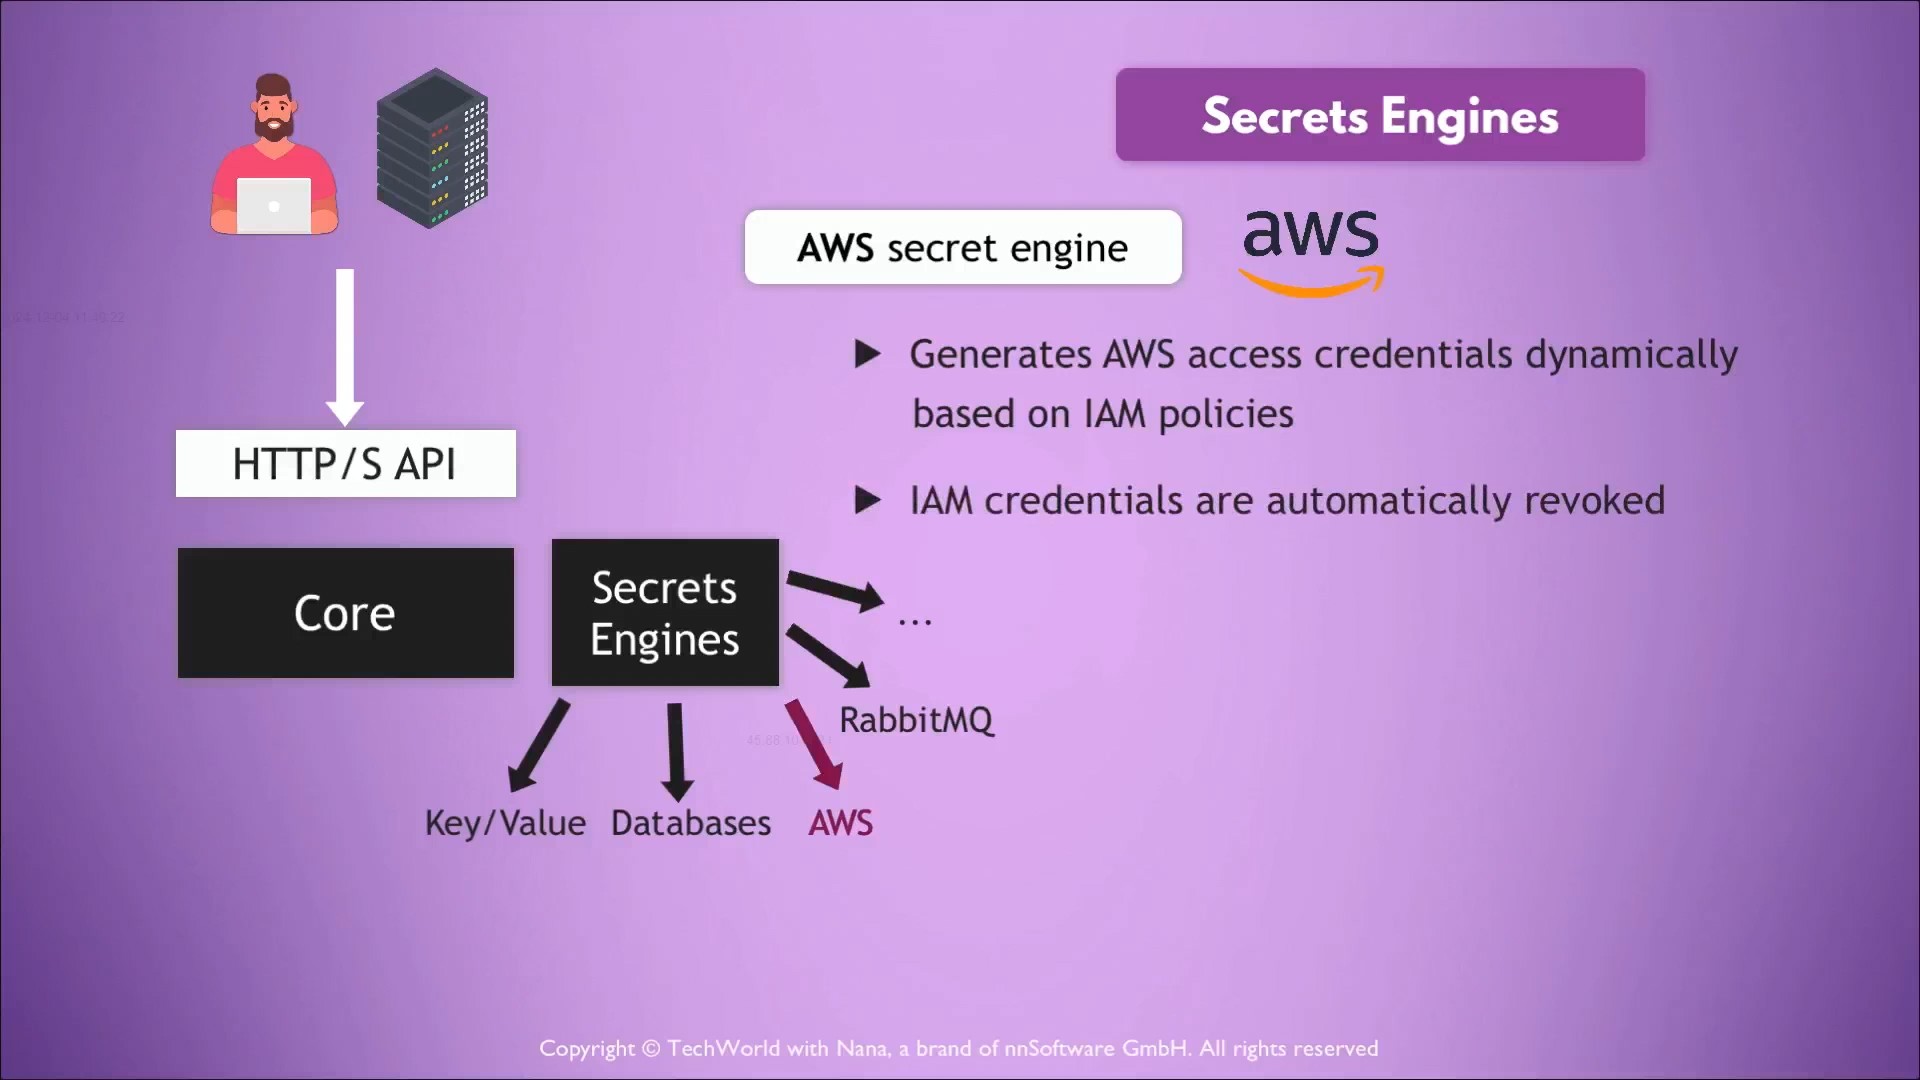 Secrets Engines
AWS secret engine
aws
▶ Generates AWS access credentials dynamically
based on IAM policies
▶ IAM credentials are automatically revoked
HTTP/S API
Core
Secrets
Engines
...
RabbitMQ
Key/Value
Databases
AWS
Copyright © TechWorld with Nana, a brand of nnSoftware GmbH. All rights reserved